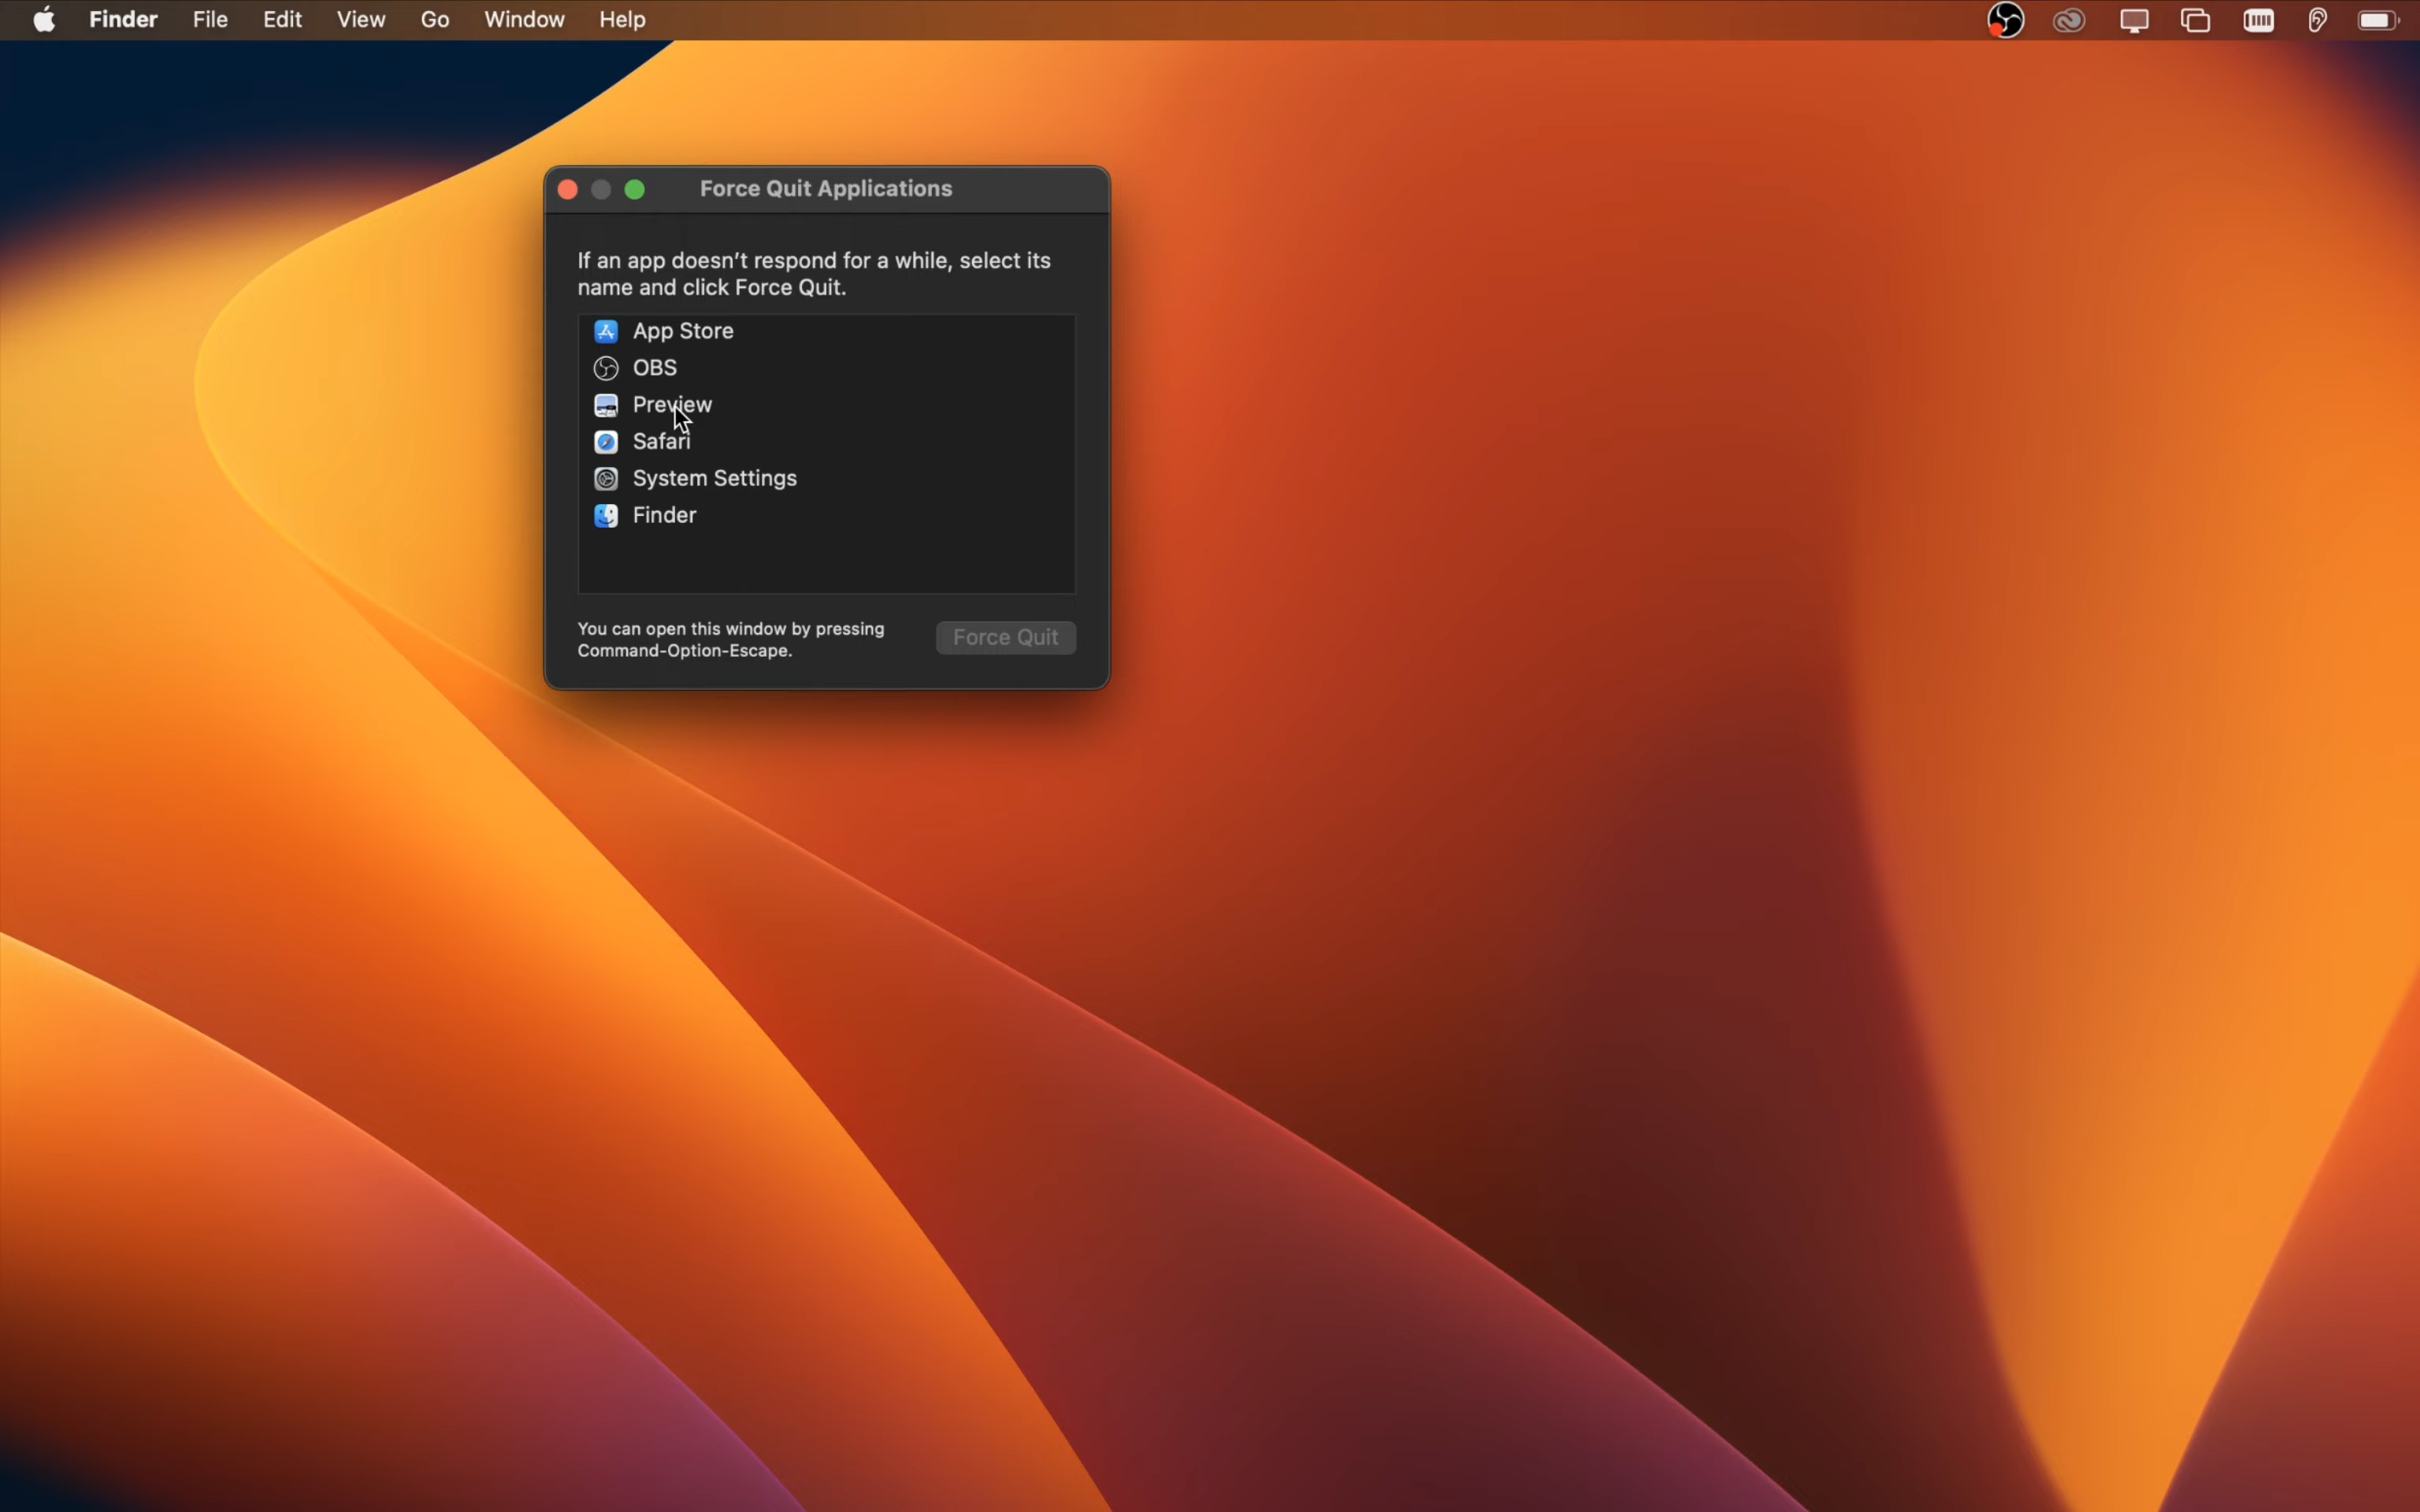 Finder File Edit View Go Window Help
Force Quit Applications
If an app doesn't respond for a while, select its
name and click Force Quit.
App Store
OBS
Preview
Safari
System Settings
Finder
You can open this window by pressing
Command-Option-Escape.
Force Quit